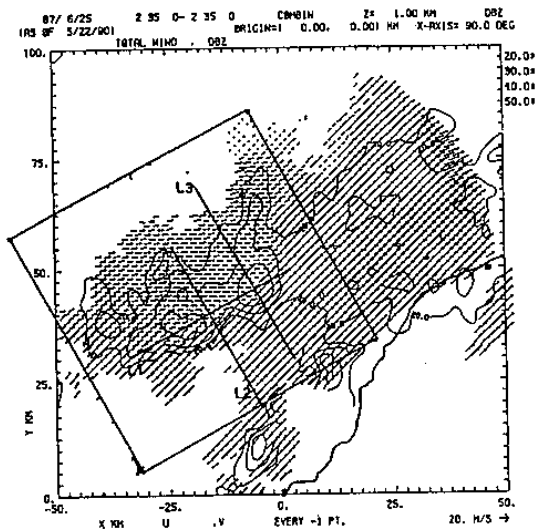 87/ 6/25 2 35 0- 2 35 0 COMBIN Z= 1.00 KM DBZ
(AS OF 5/22/90) ORIGIN=( 0.00, 0.00) KM X-AXIS= 90.0 DEG
TOTAL WIND , DBZ
100.
20.0
30.0
40.0
50.0
75.
L3
50.
20.0
25.
L2
Y KM
0.
-50. -25. 0. 25. 50.
X KM U ,V EVERY -1 PT. 20. M/S →